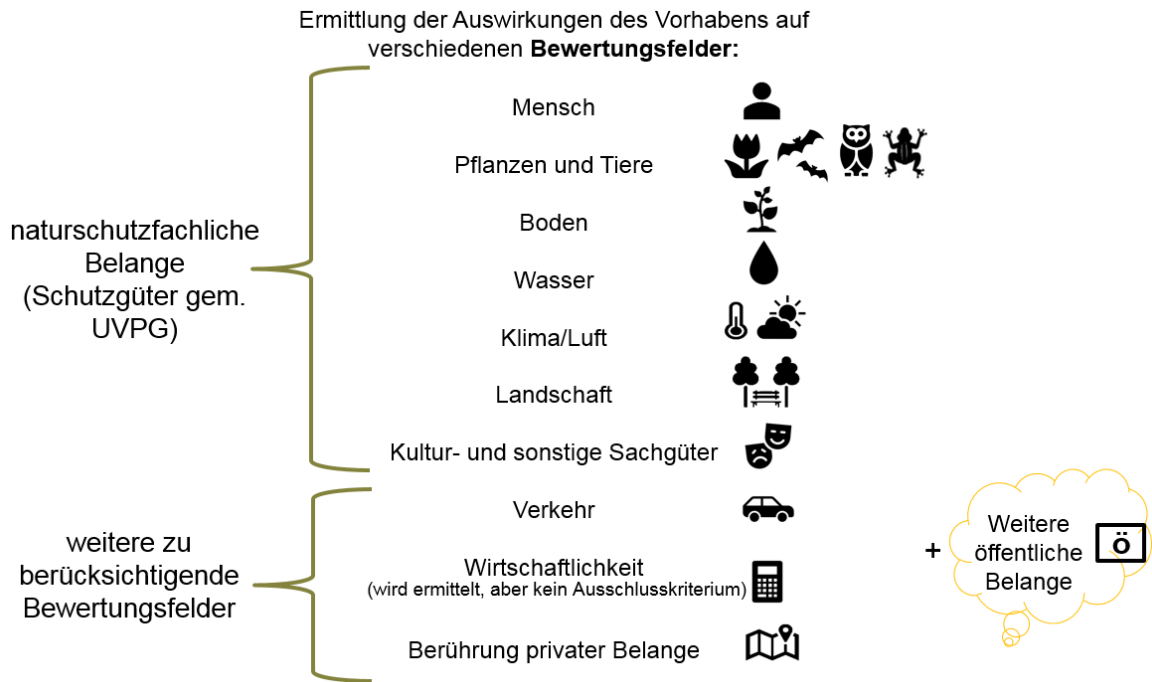 Ermittlung der Auswirkungen des Vorhabens auf
verschiedenen Bewertungsfelder:
naturschutzfachliche
Belange
(Schutzgüter gem.
UVPG)
Mensch
Pflanzen und Tiere
Boden
Wasser
Klima/Luft
Landschaft
Kultur- und sonstige Sachgüter
weitere zu
berücksichtigende
Bewertungsfelder
Verkehr
Wirtschaftlichkeit
(wird ermittelt, aber kein Ausschlusskriterium)
Berührung privater Belange
+
Weitere
öffentliche
Belange
ö